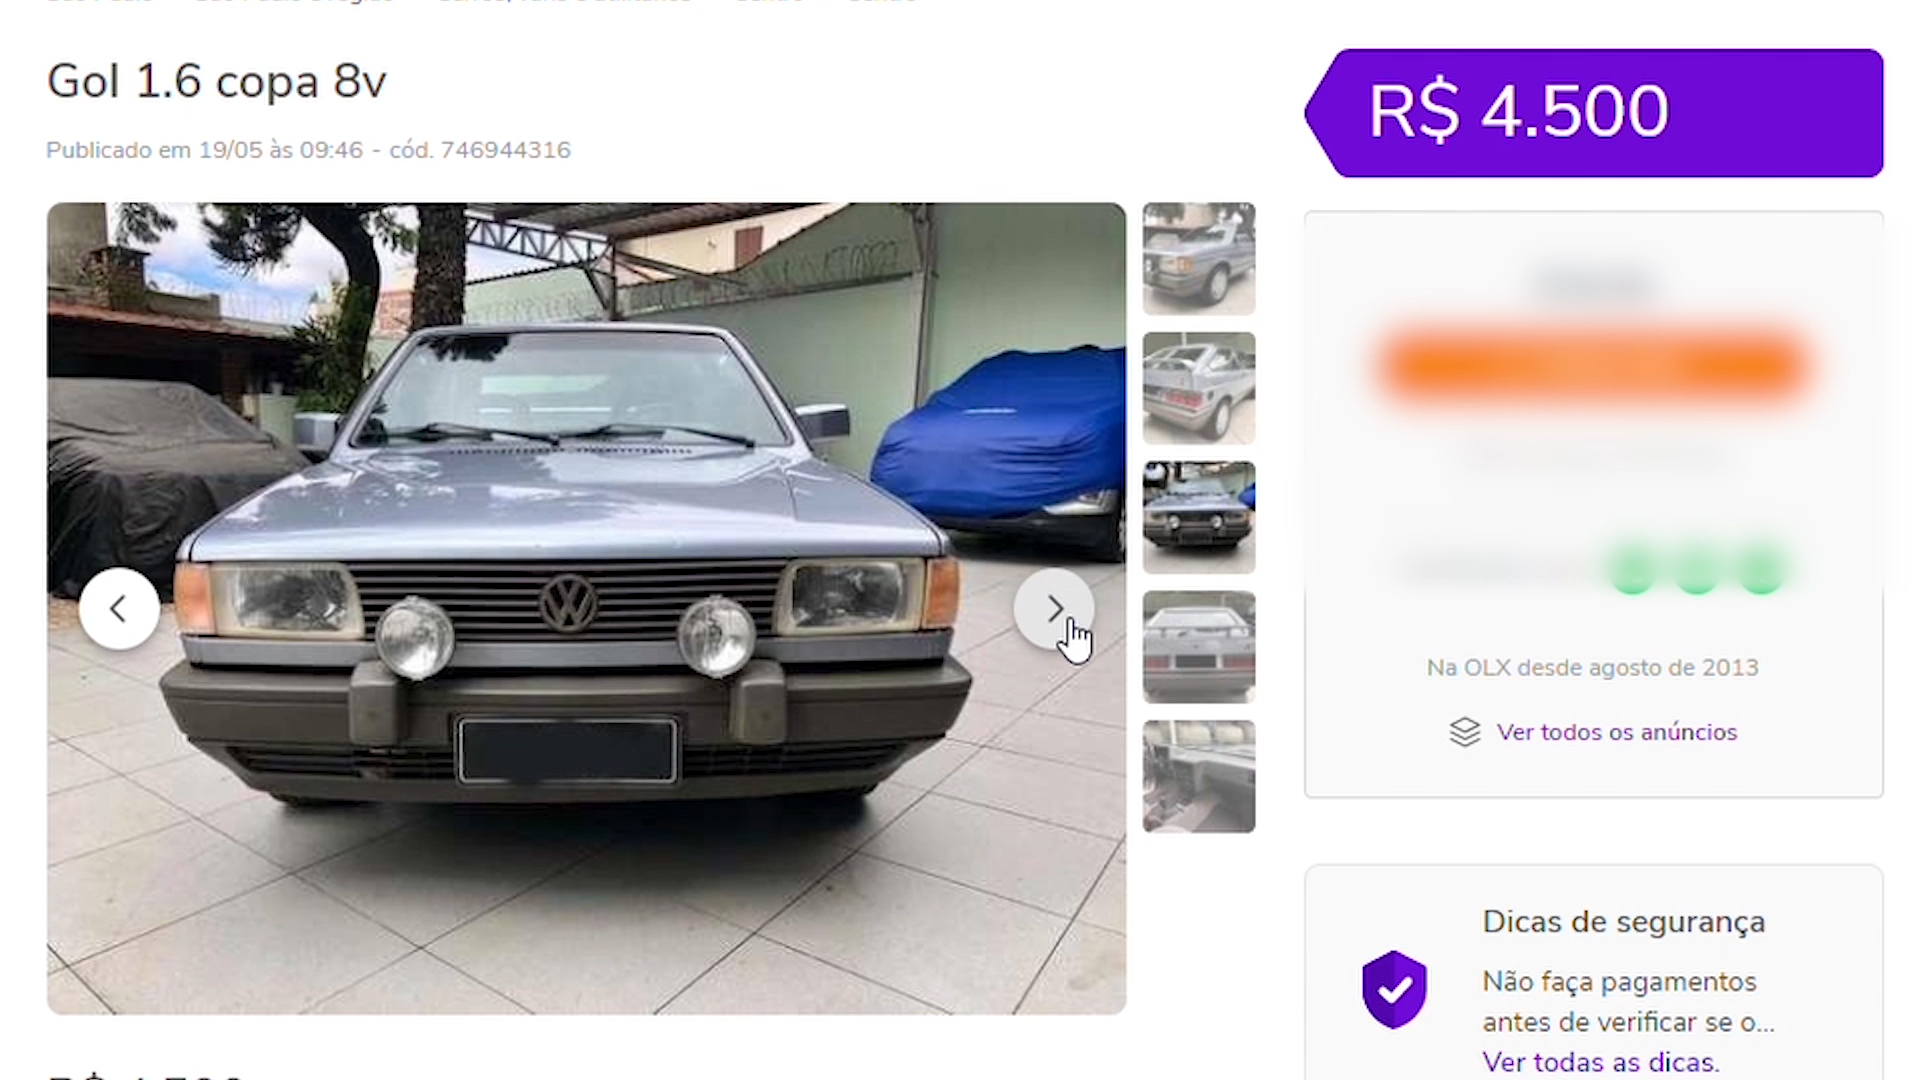 Gol 1.6 copa 8v
Publicado em 19/05 às 09:46 - cód. 746944316
R$ 4.500
Na OLX desde agosto de 2013
Ver todos os anúncios
Dicas de segurança
Não faça pagamentos
antes de verificar se o...
Ver todas as dicas.